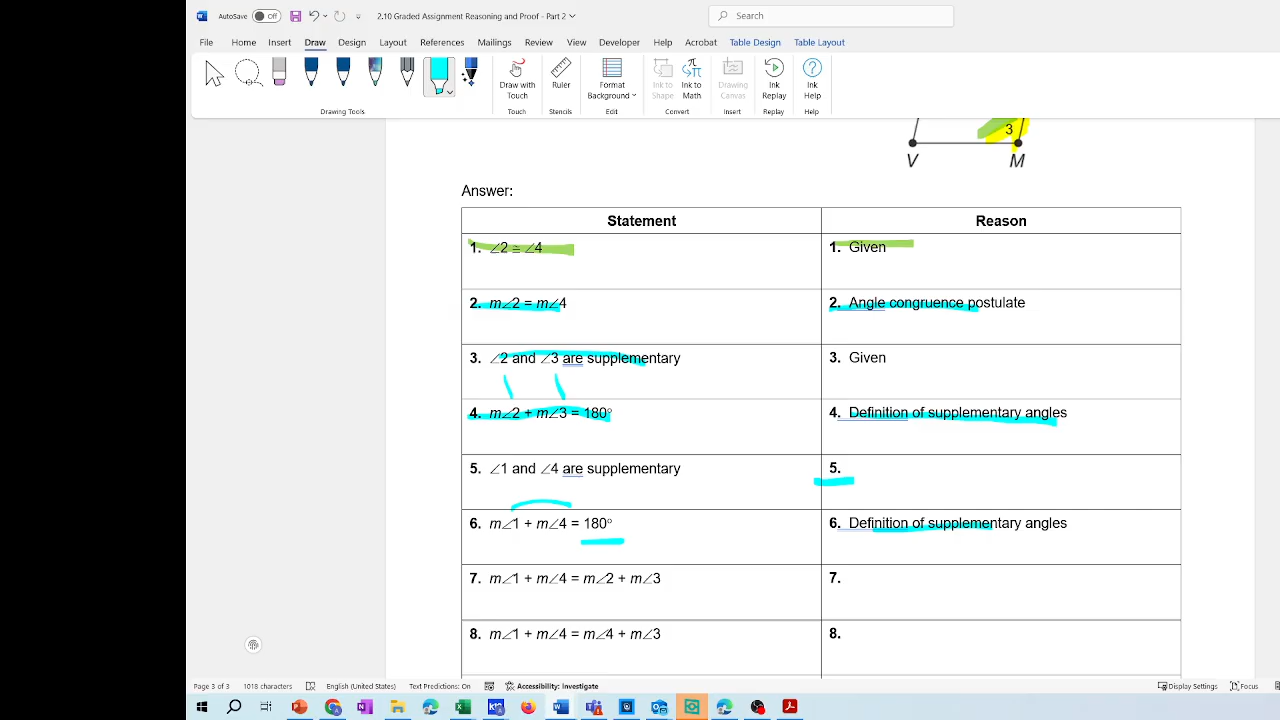 AutoSave Off 2.10 Graded Assignment Reasoning and Proof - Part 2 Search
File Home Insert Draw Design Layout References Mailings Review View Developer Help Acrobat Table Design Table Layout
Draw with Touch Ruler Format Background Ink to Shape Ink to Math Drawing Canvas Ink Replay Ink Help
Drawing Tools Touch Stencils Edit Convert Insert Replay Help
3
V M
Answer:
Statement Reason
1. ∠2 ≅ ∠4 1. Given
2. m∠2 = m∠4 2. Angle congruence postulate
3. ∠2 and ∠3 are supplementary 3. Given
4. m∠2 + m∠3 = 180° 4. Definition of supplementary angles
5. ∠1 and ∠4 are supplementary 5.
6. m∠1 + m∠4 = 180° 6. Definition of supplementary angles
7. m∠1 + m∠4 = m∠2 + m∠3 7.
8. m∠1 + m∠4 = m∠4 + m∠3 8.
Page 3 of 3 1018 characters English (United States) Text Predictions: On Accessibility: Investigate Display Settings Focus